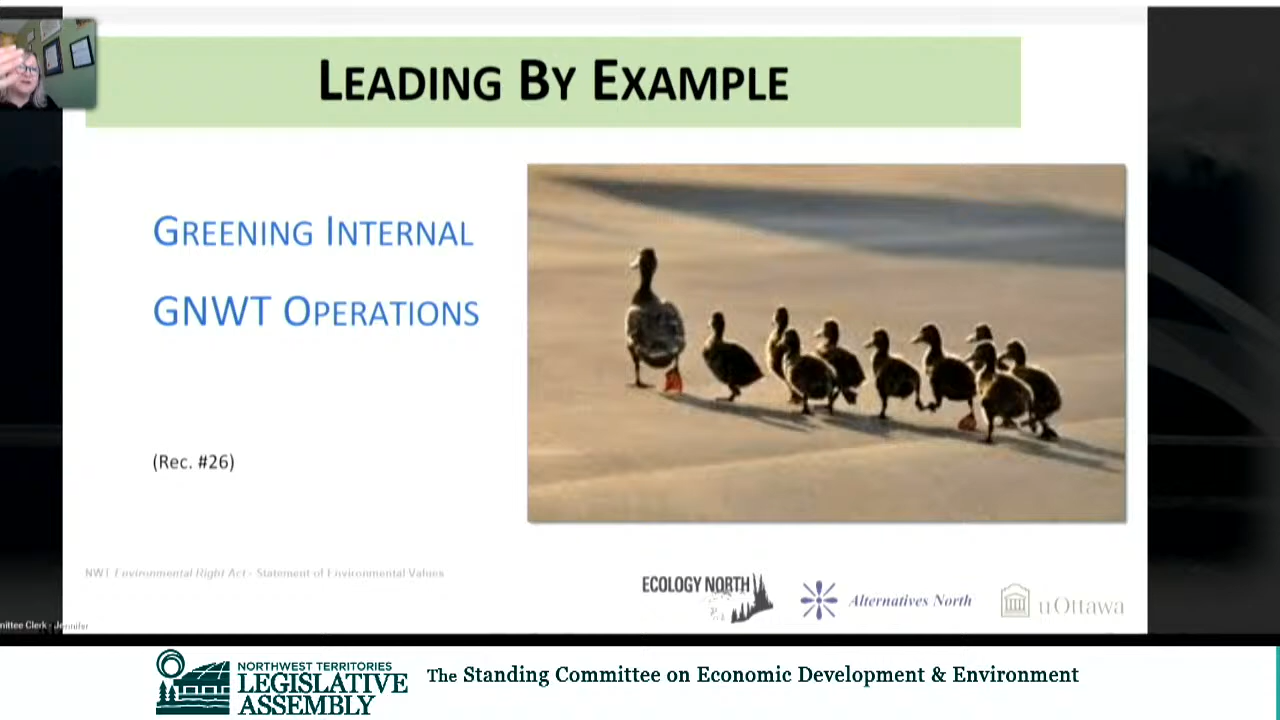 LEADING BY EXAMPLE
GREENING INTERNAL
GNWT OPERATIONS
(Rec. #26)
NWT Environmental Right Act - Statement of Environmental Values
ECOLOGY NORTH
Alternatives North
uOttawa
mittee Clerk - Jennifer
NORTHWEST TERRITORIES
LEGISLATIVE
ASSEMBLY
The Standing Committee on Economic Development & Environment